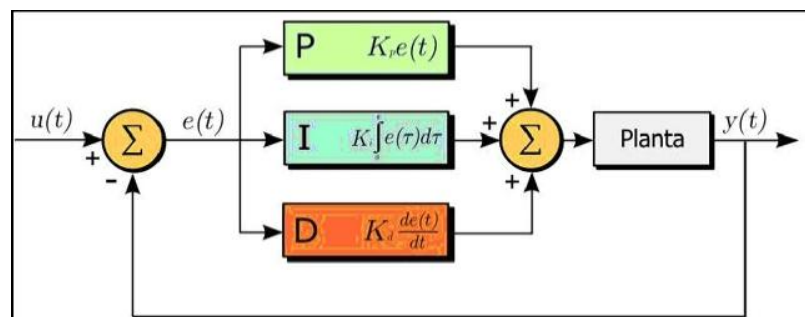 P K_p e(t)
u(t) Σ e(t) I K_i ∫ e(τ)dτ Σ Planta y(t)
+ - + + +
D K_d de(t)/dt